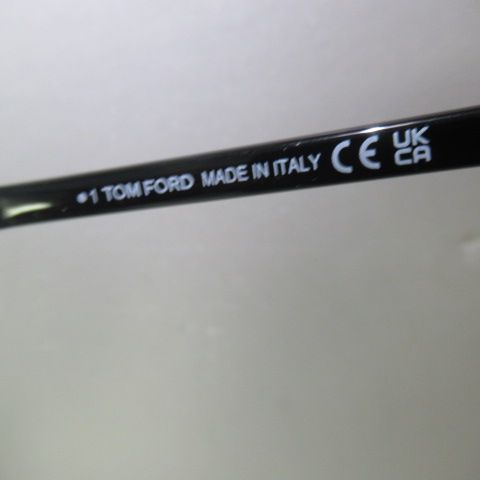 *1 TOM FORD MADE IN ITALY CE UK
CA